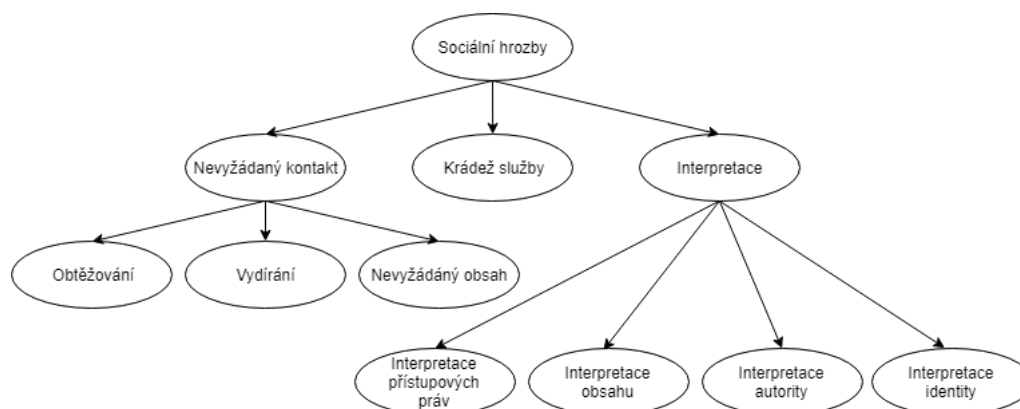 Sociální hrozby
Nevyžádaný kontakt
Krádež služby
Interpretace
Obtěžování
Vydírání
Nevyžádáný obsah
Interpretace
přístupových
práv
Interpretace
obsahu
Interpretace
autority
Interpretace
identity